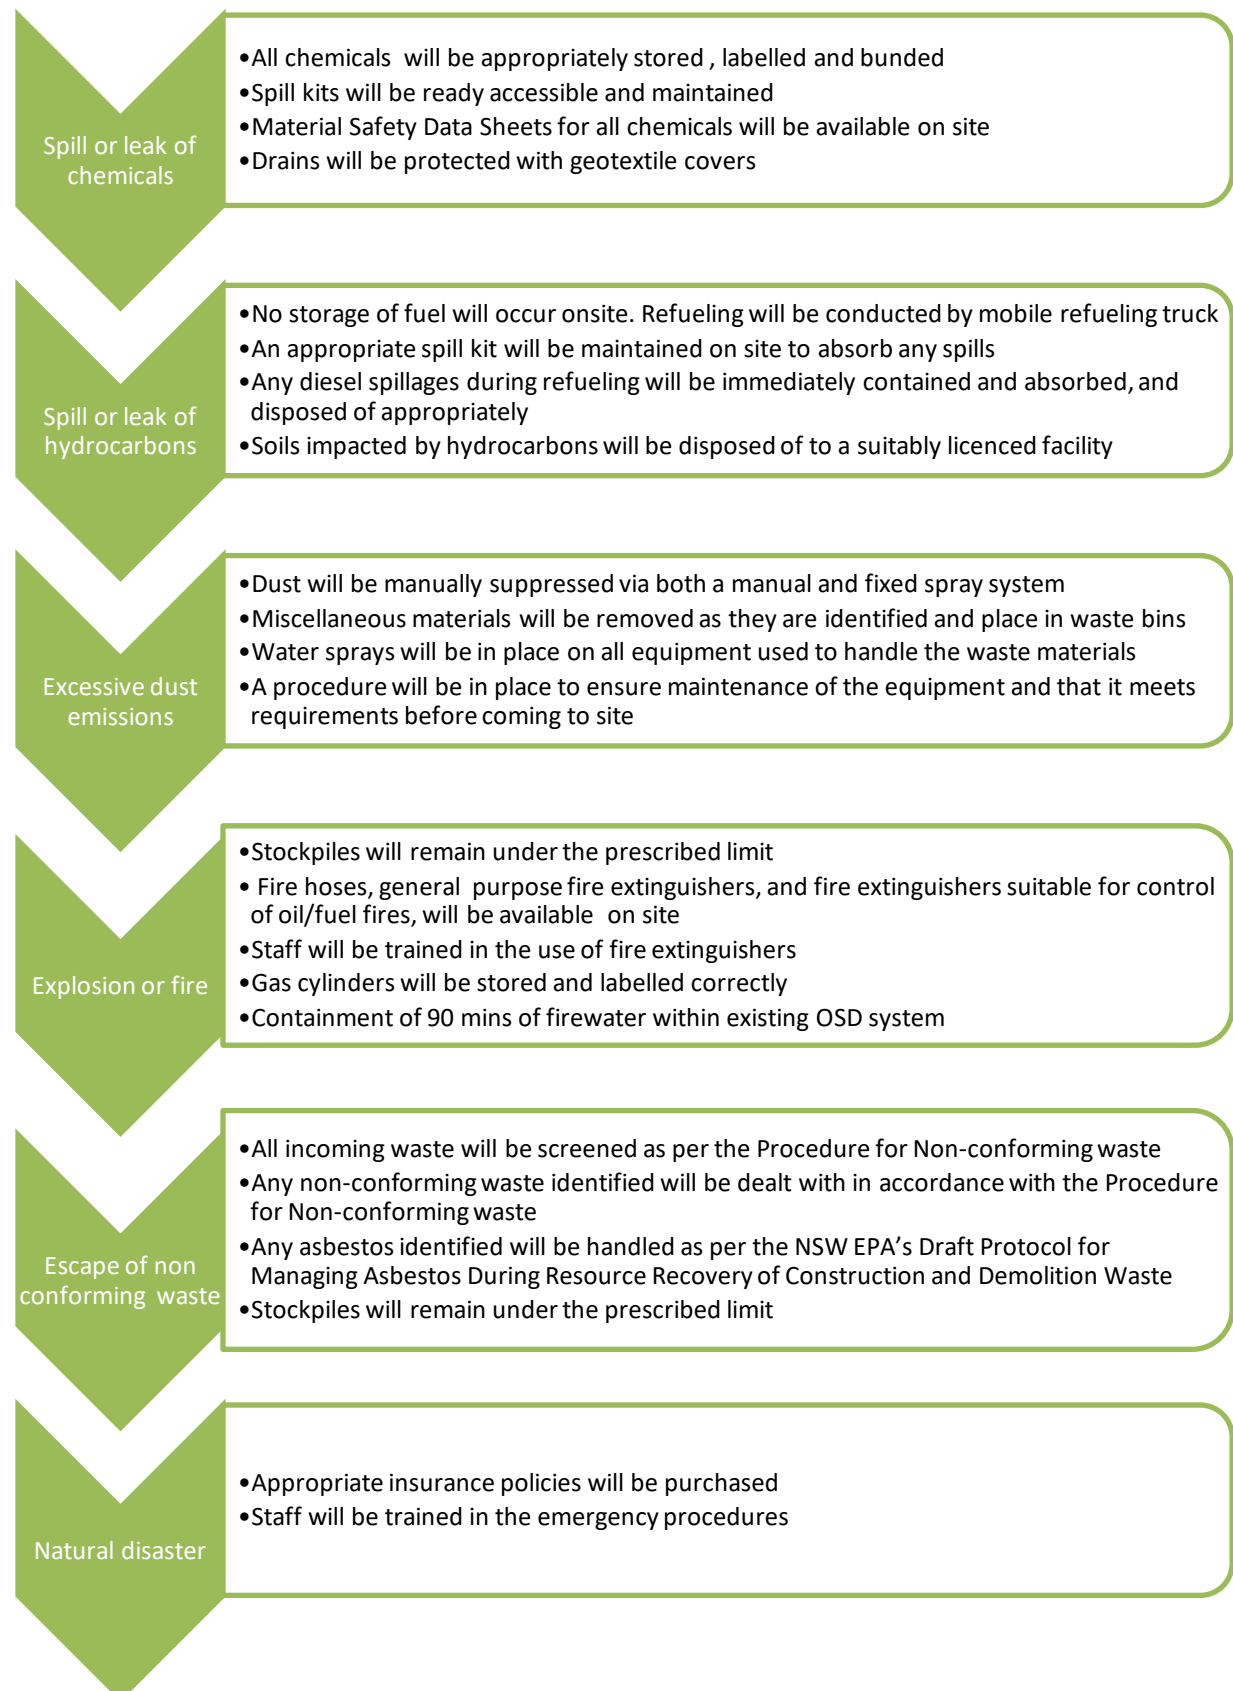 Spill or leak of
chemicals
•All chemicals will be appropriately stored , labelled and bunded
•Spill kits will be ready accessible and maintained
•Material Safety Data Sheets for all chemicals will be available on site
•Drains will be protected with geotextile covers
Spill or leak of
hydrocarbons
•No storage of fuel will occur onsite. Refueling will be conducted by mobile refueling truck
•An appropriate spill kit will be maintained on site to absorb any spills
•Any diesel spillages during refueling will be immediately contained and absorbed, and
disposed of appropriately
•Soils impacted by hydrocarbons will be disposed of to a suitably licenced facility
Excessive dust
emissions
•Dust will be manually suppressed via both a manual and fixed spray system
•Miscellaneous materials will be removed as they are identified and place in waste bins
•Water sprays will be in place on all equipment used to handle the waste materials
•A procedure will be in place to ensure maintenance of the equipment and that it meets
requirements before coming to site
Explosion or fire
•Stockpiles will remain under the prescribed limit
• Fire hoses, general purpose fire extinguishers, and fire extinguishers suitable for control
of oil/fuel fires, will be available on site
•Staff will be trained in the use of fire extinguishers
•Gas cylinders will be stored and labelled correctly
•Containment of 90 mins of firewater within existing OSD system
Escape of non
conforming waste
•All incoming waste will be screened as per the Procedure for Non-conforming waste
•Any non-conforming waste identified will be dealt with in accordance with the Procedure
for Non-conforming waste
•Any asbestos identified will be handled as per the NSW EPA’s Draft Protocol for
Managing Asbestos During Resource Recovery of Construction and Demolition Waste
•Stockpiles will remain under the prescribed limit
Natural disaster
•Appropriate insurance policies will be purchased
•Staff will be trained in the emergency procedures